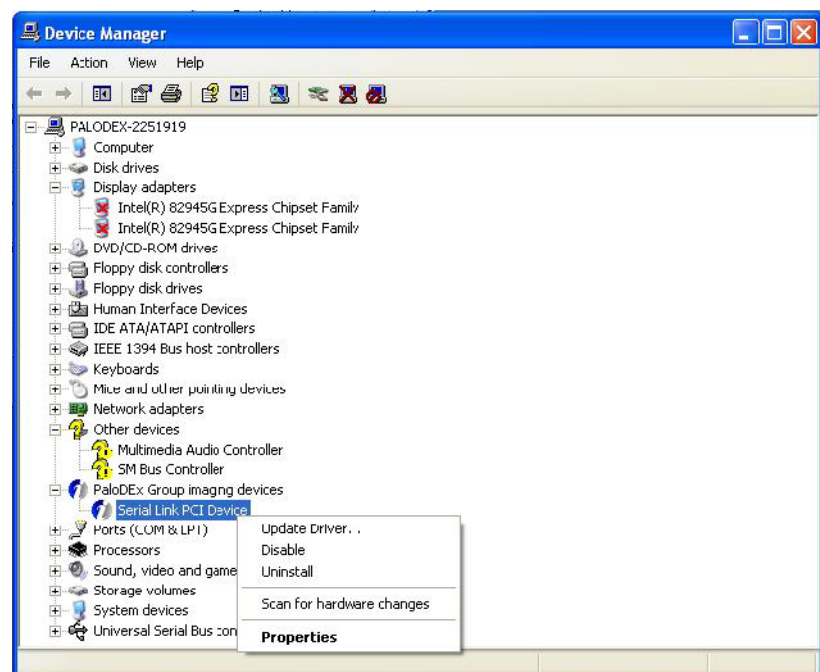 Device Manager
File Action View Help
PALODEX-2251919
Computer
Disk drives
Display adapters
Intel(R) 82945G Express Chipset Family
Intel(R) 82945G Express Chipset Family
DVD/CD-ROM drives
Floppy disk controllers
Floppy disk drives
Human Interface Devices
IDE ATA/ATAPI controllers
IEEE 1394 Bus host controllers
Keyboards
Mice and other pointing devices
Network adapters
Other devices
Multimedia Audio Controller
SM Bus Controller
PaloDEx Group imaging devices
Serial Link PCI Device
Ports (COM & LPT)
Processors
Sound, video and game
Storage volumes
System devices
Universal Serial Bus con
Update Driver...
Disable
Uninstall
Scan for hardware changes
Properties